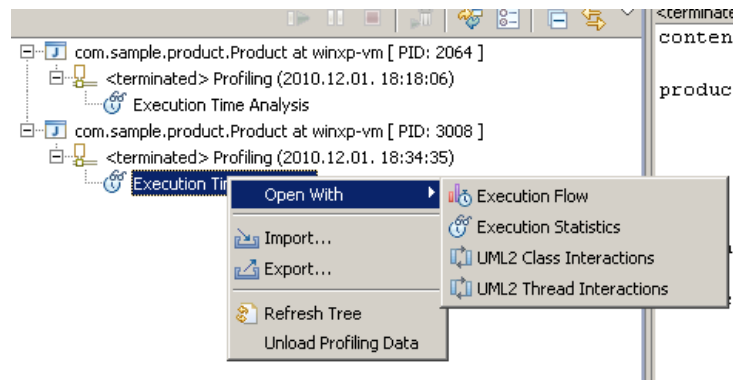 <terminate
com.sample.product.Product at winxp-vm [ PID: 2064 ]
<terminated> Profiling (2010.12.01. 18:18:06)
Execution Time Analysis
com.sample.product.Product at winxp-vm [ PID: 3008 ]
<terminated> Profiling (2010.12.01. 18:34:35)
Execution Ti
Open With
Import...
Export...
Refresh Tree
Unload Profiling Data
Execution Flow
Execution Statistics
UML2 Class Interactions
UML2 Thread Interactions
conten
produc